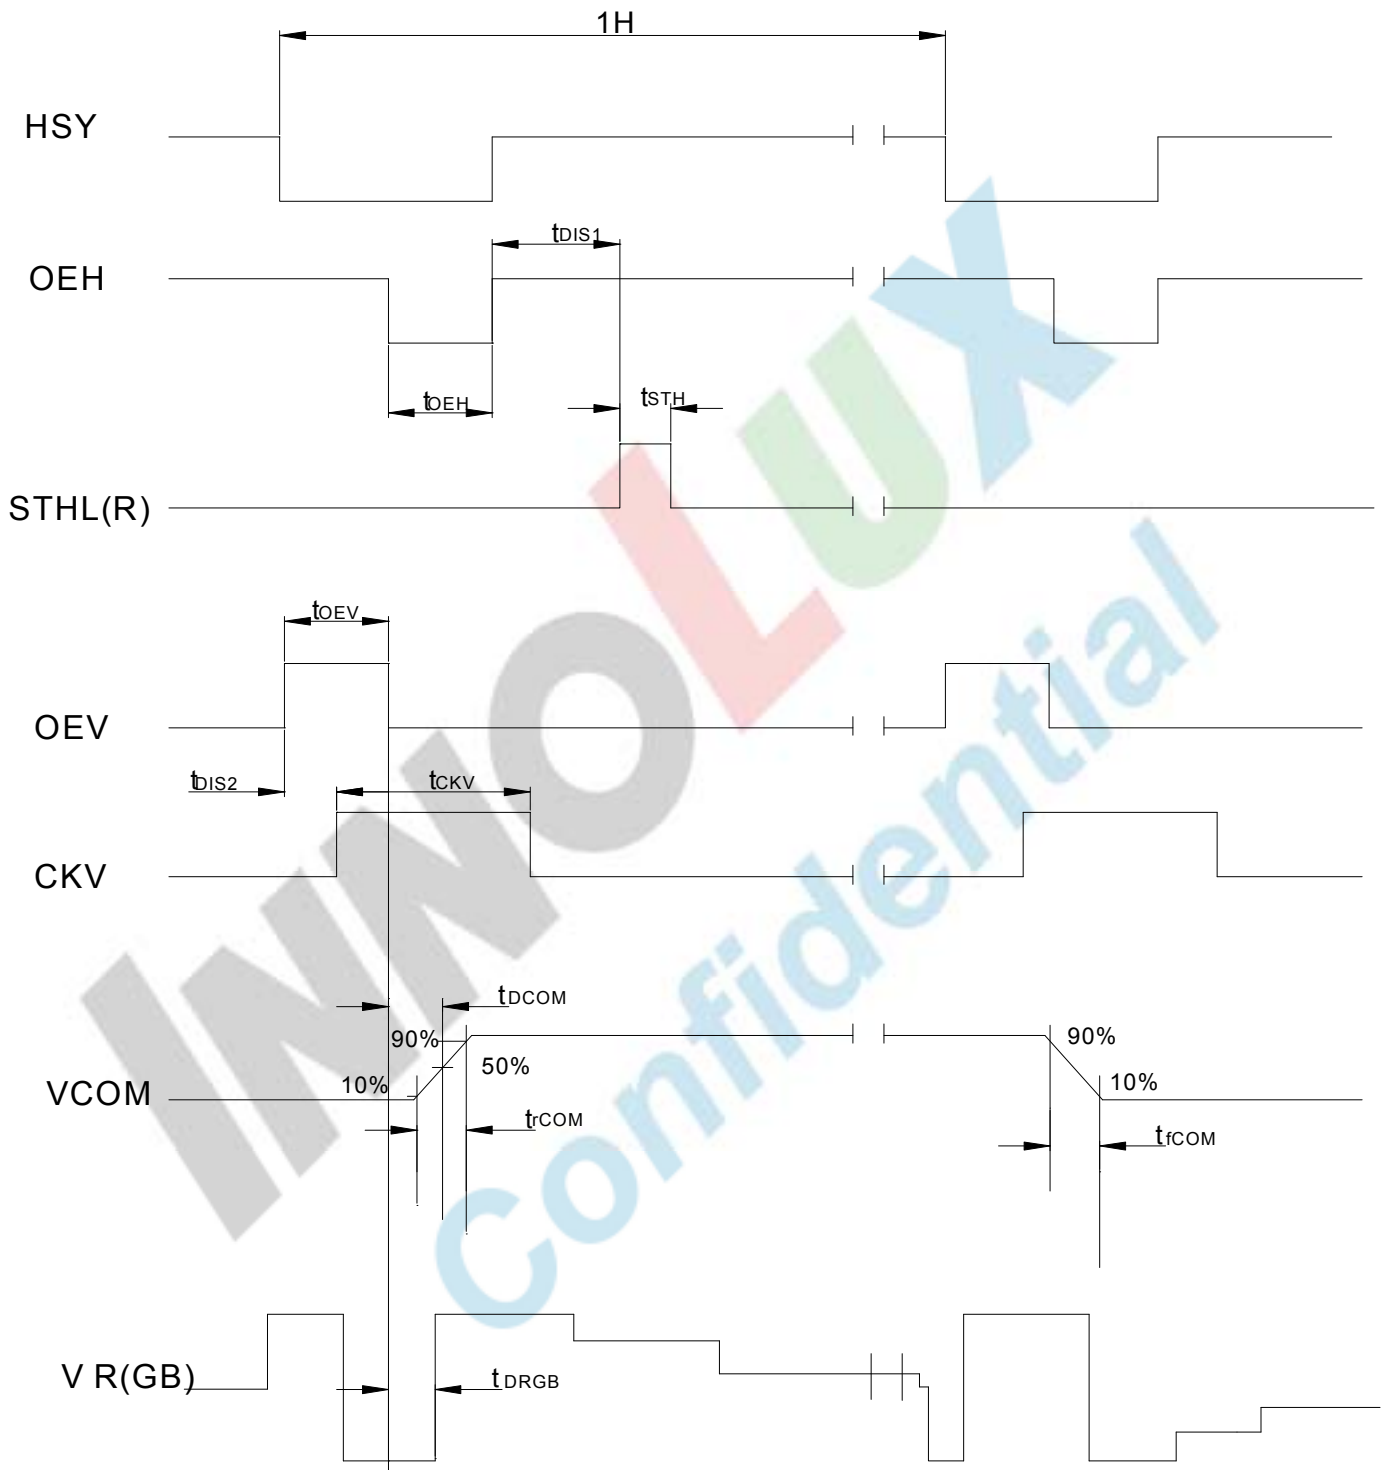 1H
HSY
tDIS1
OEH
tOEH
tSTH
STHL(R)
tOEV
OEV
tDIS2
tCKV
CKV
tDCOM
90%
50%
90%
10%
10%
VCOM
trCOM
tfCOM
V R(GB)
tDRGB
INNOLUX
Confidential